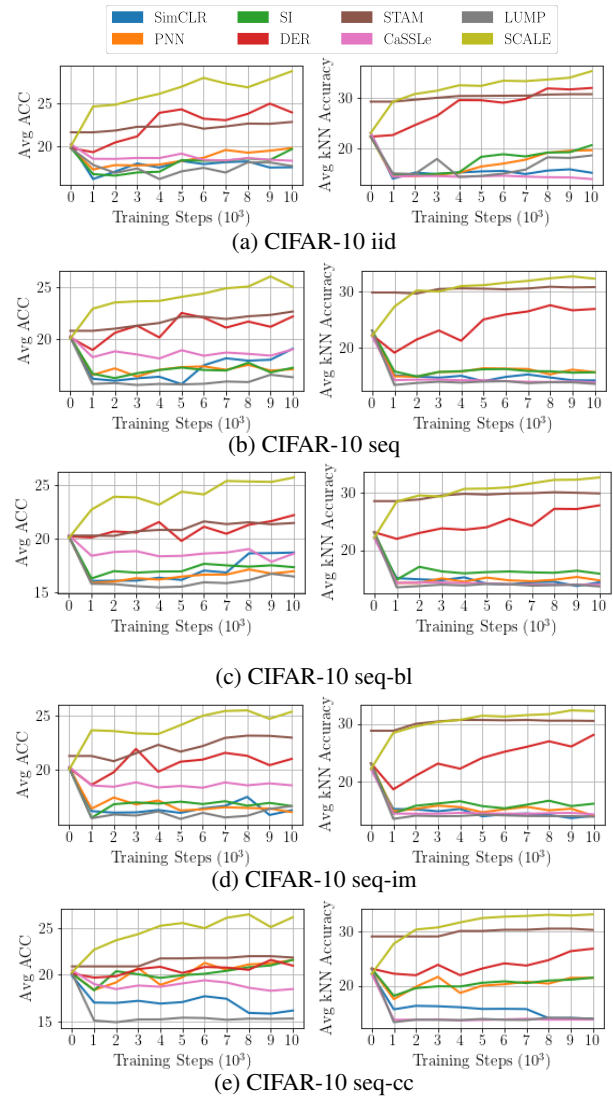 SimCLR SI STAM LUMP
PNN DER CaSSLe SCALE
Avg ACC
25
20
0 1 2 3 4 5 6 7 8 9 10
Training Steps (10³)
Avg kNN Accuracy
30
20
0 1 2 3 4 5 6 7 8 9 10
Training Steps (10³)
(a) CIFAR-10 iid
Avg ACC
25
20
0 1 2 3 4 5 6 7 8 9 10
Training Steps (10³)
Avg kNN Accuracy
30
20
0 1 2 3 4 5 6 7 8 9 10
Training Steps (10³)
(b) CIFAR-10 seq
Avg ACC
25
20
15
0 1 2 3 4 5 6 7 8 9 10
Training Steps (10³)
Avg kNN Accuracy
30
20
0 1 2 3 4 5 6 7 8 9 10
Training Steps (10³)
(c) CIFAR-10 seq-bl
Avg ACC
25
20
0 1 2 3 4 5 6 7 8 9 10
Training Steps (10³)
Avg kNN Accuracy
30
20
0 1 2 3 4 5 6 7 8 9 10
Training Steps (10³)
(d) CIFAR-10 seq-im
Avg ACC
25
20
15
0 1 2 3 4 5 6 7 8 9 10
Training Steps (10³)
Avg kNN Accuracy
30
20
0 1 2 3 4 5 6 7 8 9 10
Training Steps (10³)
(e) CIFAR-10 seq-cc